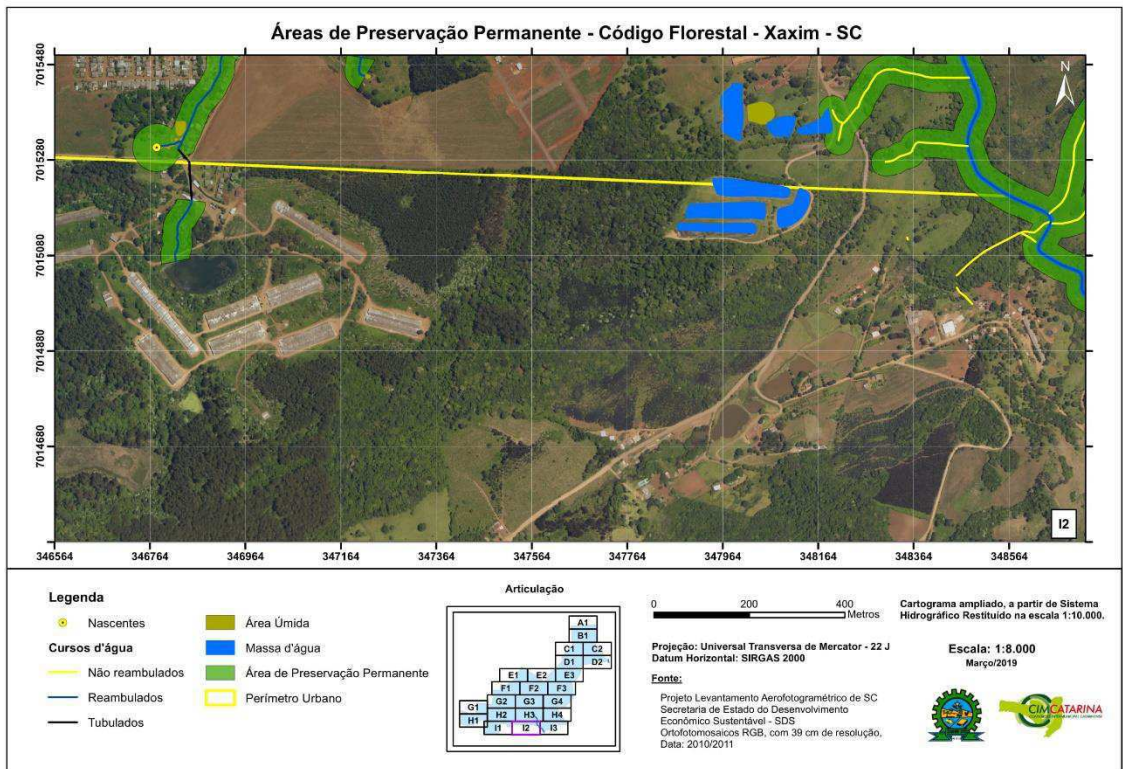 Áreas de Preservação Permanente - Código Florestal - Xaxim - SC
7015480
7015280
7015080
7014880
7014680
N
I2
346564
346764
346964
347164
347364
347564
347764
347964
348164
348364
348564
Legenda
Nascentes
Cursos d'água
Não reambulados
Reambulados
Tubulados
Área Úmida
Massa d'água
Área de Preservação Permanente
Perímetro Urbano
Articulação
A1
B1
C1 C2
D1 D2
E1 E2 E3
F1 F2 F3
G1 G2 G3 G4
H1 H2 H3 H4
I1 I2 I3
0 200 400
Metros
Projeção: Universal Transversa de Mercator - 22 J
Datum Horizontal: SIRGAS 2000
Fonte:
Projeto Levantamento Aerofotogramétrico de SC
Secretaria de Estado do Desenvolvimento
Econômico Sustentável - SDS
Ortofotomosaicos RGB, com 39 cm de resolução,
Data: 2010/2011
Cartograma ampliado, a partir de Sistema
Hidrográfico Restituído na escala 1:10.000.
Escala: 1:8.000
Março/2019
CIMCATARINA